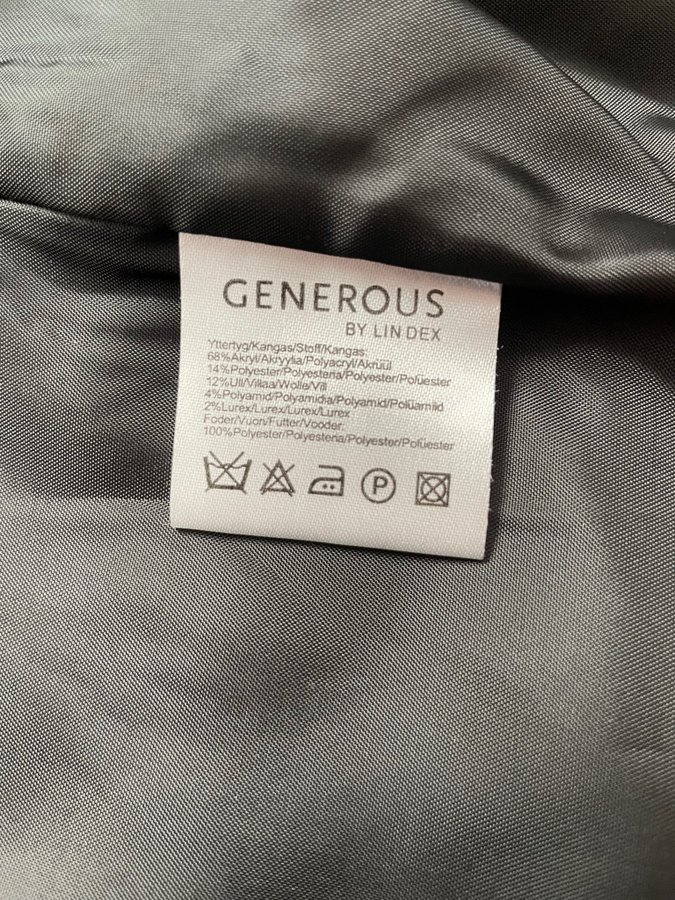 GENEROUS
BY LINDEX
Yttertyg/Kangas/Stoff/Kangas:
68%Akryl/Akryylia/Polyacryl/Akrüül
14%Polyester/Polyesteria/Polyester/Polüester
12%Ull/Villaa/Wolle/Vill
4%Polyamid/Polyamidia/Polyamid/Polüamiid
2%Lurex/Lurex/Lurex/Lurex
Foder/Vuori/Futter/Vooder:
100%Polyester/Polyesteria/Polyester/Polüester
P